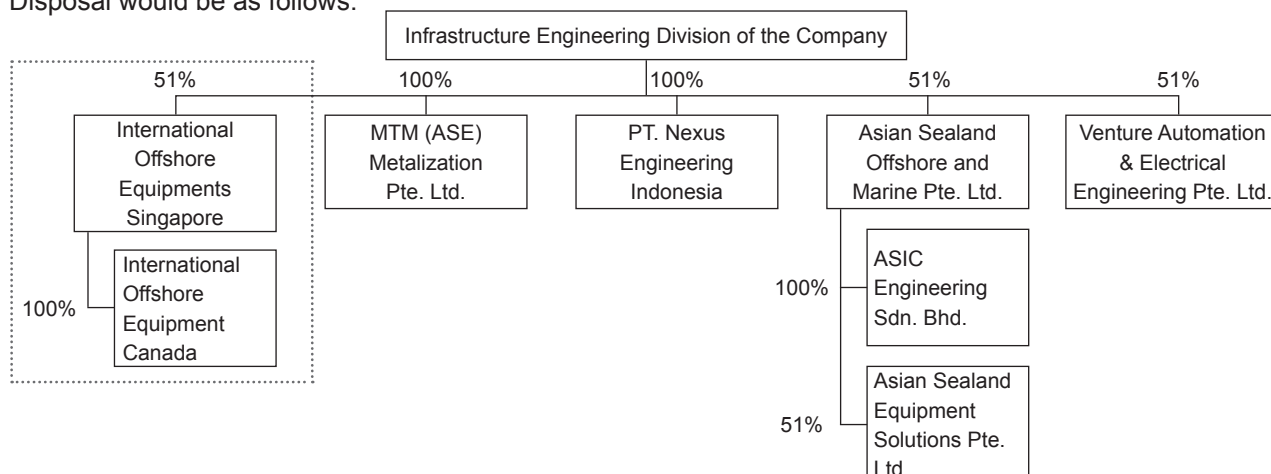 Disposal would be as follows:
Infrastructure Engineering Division of the Company
51%
100%
100%
51%
51%
International
Offshore
Equipments
Singapore
MTM (ASE)
Metalization
Pte. Ltd.
PT. Nexus
Engineering
Indonesia
Asian Sealand
Offshore and
Marine Pte. Ltd.
Venture Automation
& Electrical
Engineering Pte. Ltd.
100%
International
Offshore
Equipment
Canada
100%
ASIC
Engineering
Sdn. Bhd.
51%
Asian Sealand
Equipment
Solutions Pte.
Ltd